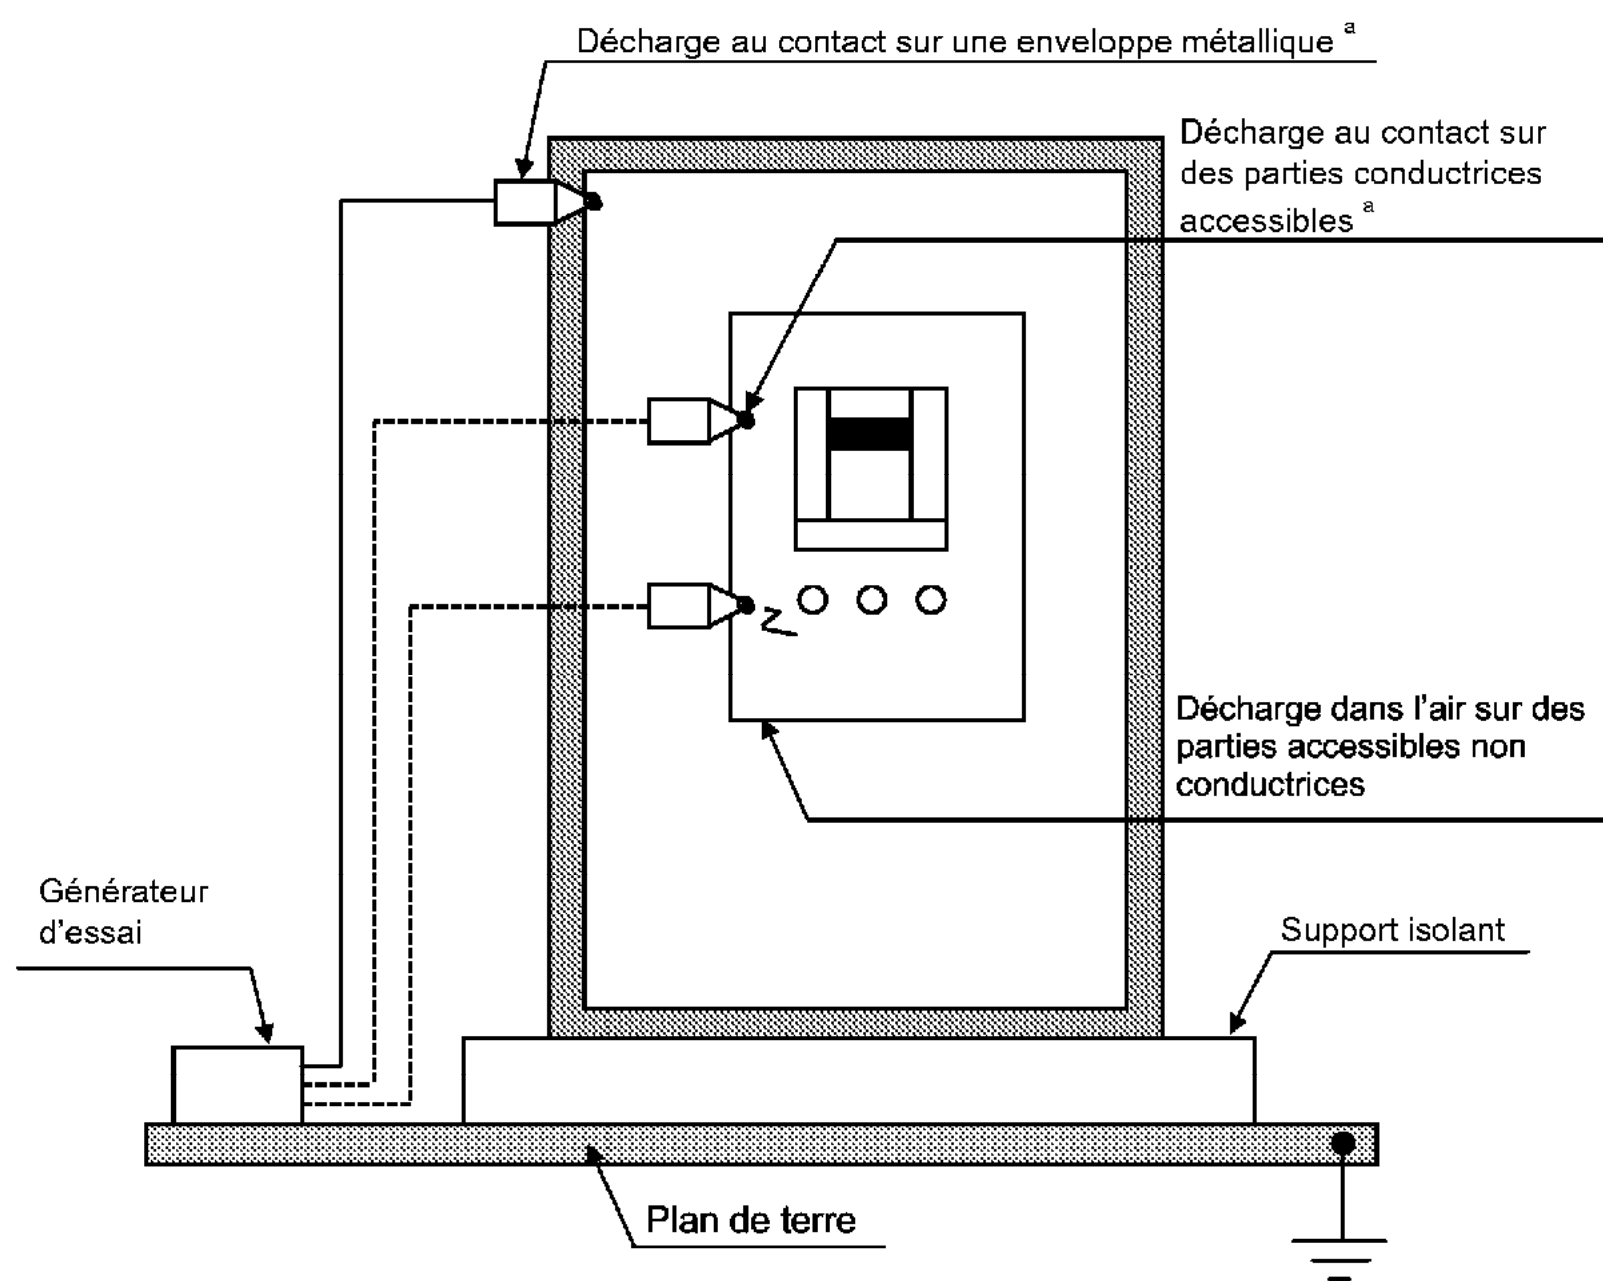 Décharge au contact sur une enveloppe métallique a
Décharge au contact sur
des parties conductrices
accessibles a
Décharge dans l'air sur des
parties accessibles non
conductrices
Générateur
d'essai
Support isolant
Plan de terre